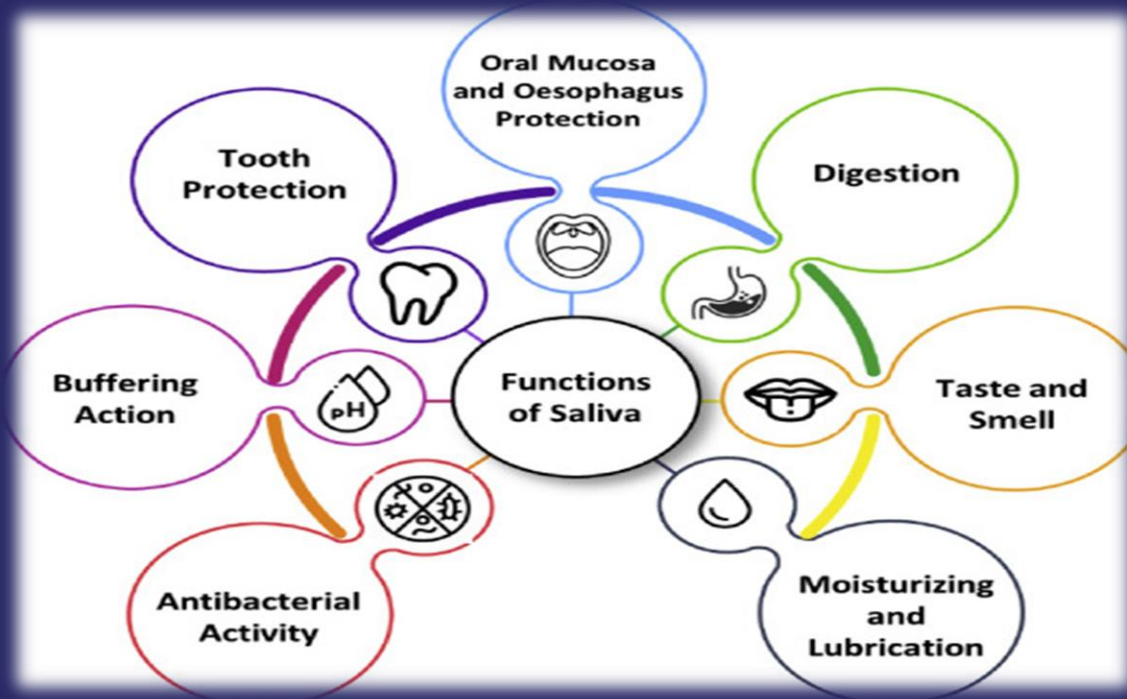 Oral Mucosa
and Oesophagus
Protection
Tooth
Protection
Digestion
Buffering
Action
pH
Functions
of Saliva
Taste and
Smell
Antibacterial
Activity
Moisturizing
and
Lubrication